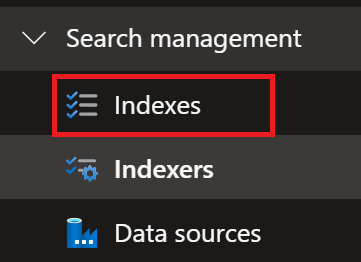 Search management
Indexes
Indexers
Data sources